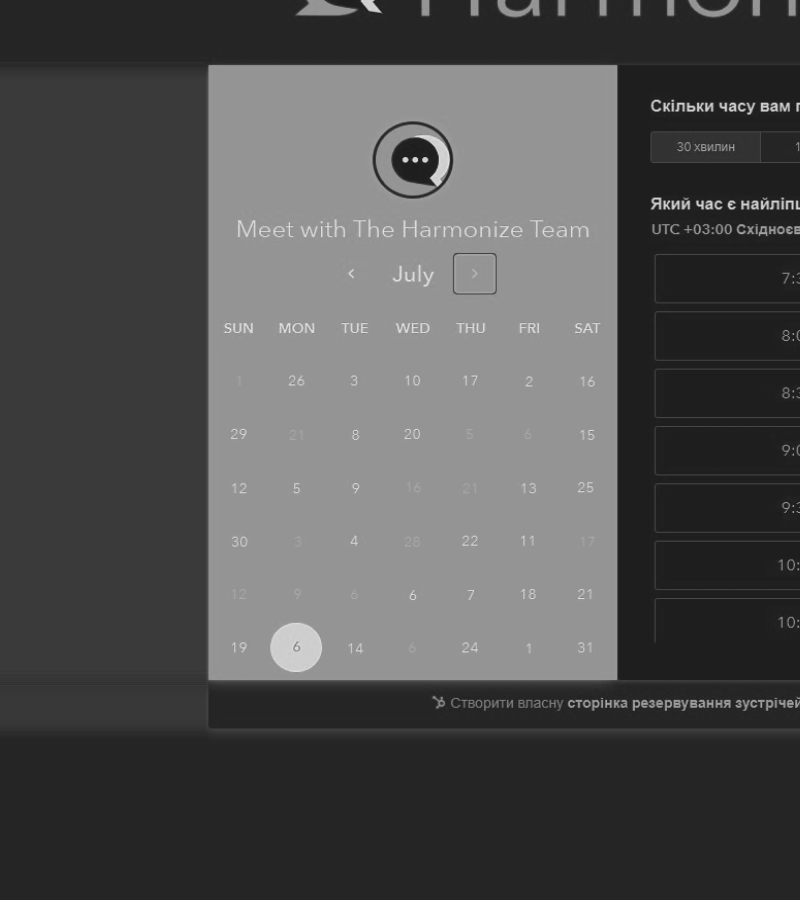 Harmon
Meet with The Harmonize Team
July
SUN MON TUE WED THU FRI SAT
1 26 3 10 17 2 16
29 21 8 20 5 6 15
12 5 9 16 21 13 25
30 3 4 28 22 11 17
12 9 6 6 7 18 21
19 6 14 6 24 1 31
Скільки часу вам
30 хвилин 1
Який час є найліп
UTC +03:00 Східноєв
7:3
8:0
8:3
9:0
9:3
10:
10:
Створити власну сторінка резервування зустрічей